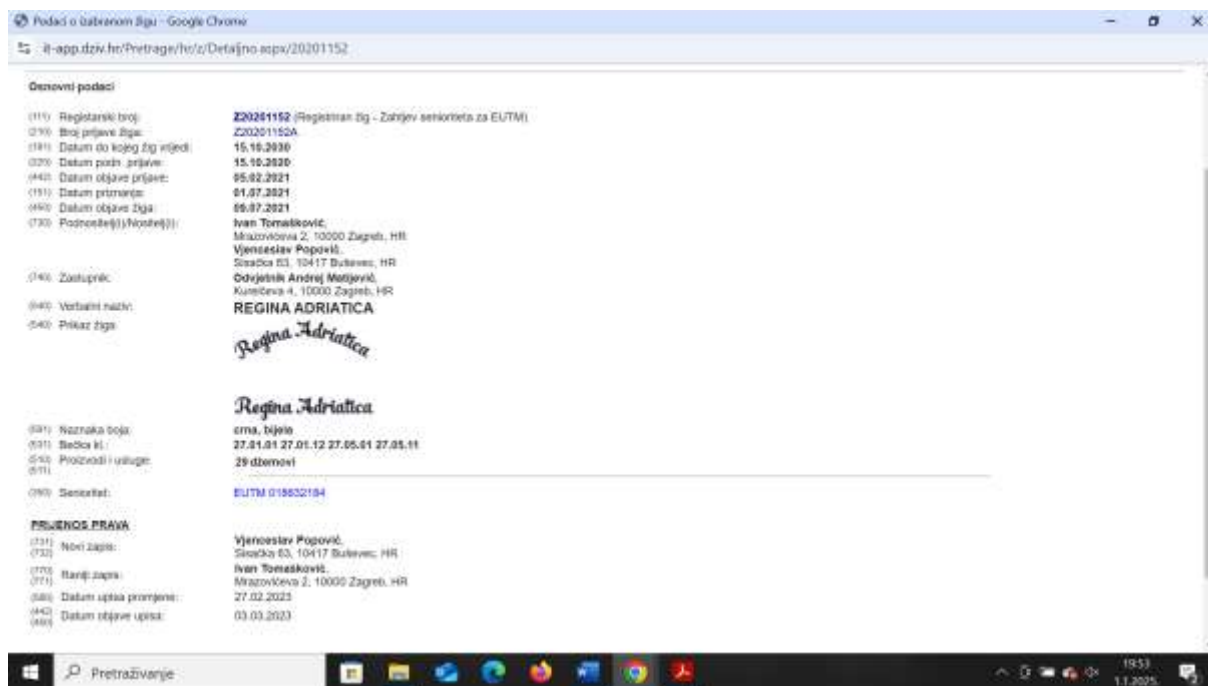 Podaci o izabranom žigu - Google Chrome
it-app.dziv.hr/Pretrage/hr/z/Detaljno.aspx/20201152
Osnovni podaci
(111) Registarski broj: Z20201152 (Registriran žig - Zahtjev senioriteta za EUTM)
(210) Broj prijave žiga: Z20201152A
(181) Datum do kojeg žig vrijedi: 15.10.2030
(220) Datum podn. prijave: 15.10.2020
(442) Datum objave prijave: 05.02.2021
(151) Datum priznanja: 01.07.2021
(450) Datum objave žiga: 09.07.2021
(730) Podnositelj(i)/Nositelj(i): Ivan Tomašković,
Mrazovićeva 2, 10000 Zagreb, HR
Vjenceslav Popović,
Sisačka 83, 10417 Buševec, HR
(740) Zastupnik: Odvjetnik Andrej Matijević,
4, 10000 Zagreb, HR
(540) Verbalni naziv: REGINA ADRIATICA
(540) Prikaz žiga:
Regina Adriatica
Regina Adriatica
(591) Naznaka boja: crna, bijela
(531) Bečka kl.: 27.01.01 27.01.12 27.05.01 27.05.11
(510) Proizvodi i usluge: 29 džemovi
(511)
(350) Senioritet: EUTM 018632184
PRIJENOS PRAVA
(731)
(732) Novi zapis: Vjenceslav Popović,
Sisačka 83, 10417 Buševec, HR
(770)
(771) Raniji zapis: Ivan Tomašković,
Mrazovićeva 2, 10000 Zagreb, HR
(580) Datum upisa promjene: 27.02.2023
(442)
(450) Datum objave upisa: 03.03.2023
Pretraživanje
19:53
1.1.2025.